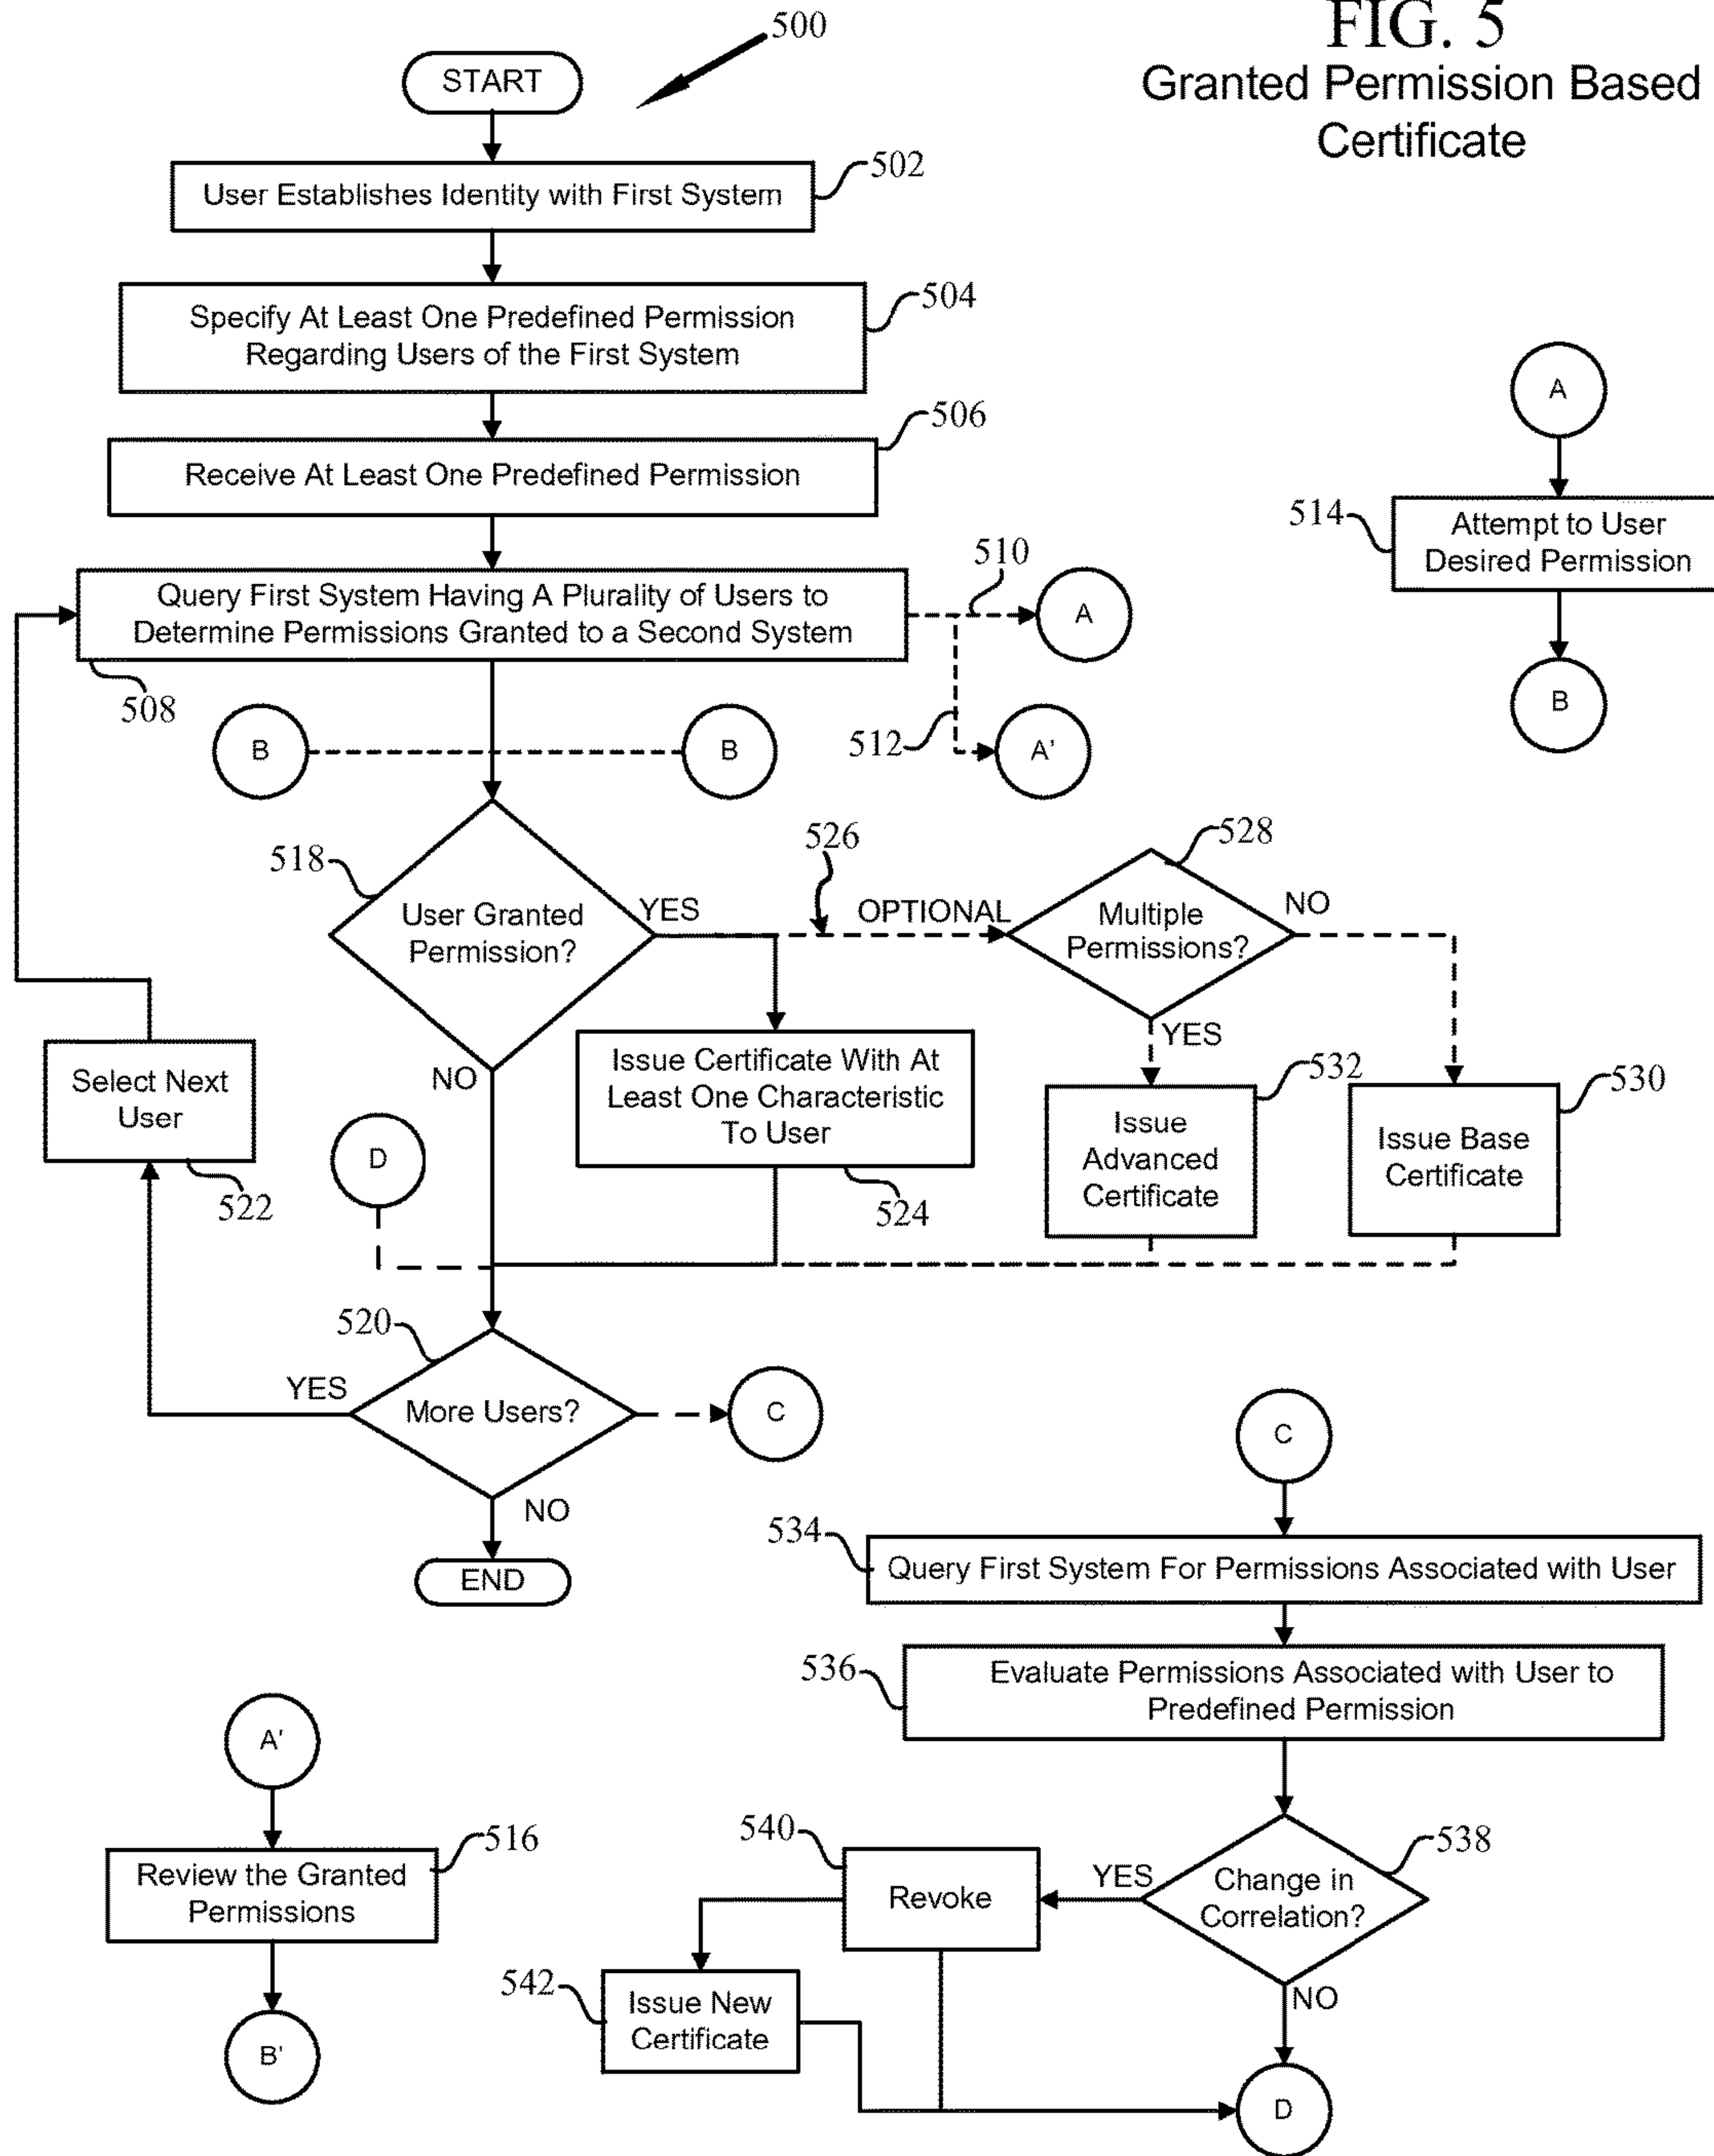 FIG. 5
Granted Permission Based
Certificate
500
START
502
User Establishes Identity with First System
504
Specify At Least One Predefined Permission
Regarding Users of the First System
506
Receive At Least One Predefined Permission
A
514
Attempt to User
Desired Permission
B
510
Query First System Having A Plurality of Users to
Determine Permissions Granted to a Second System
A
508
B
B
512
A'
518
User Granted
Permission?
YES
526
OPTIONAL
528
Multiple
Permissions?
NO
YES
NO
Select Next
User
522
D
Issue Certificate With At
Least One Characteristic
To User
524
532
Issue
Advanced
Certificate
530
Issue Base
Certificate
520
YES
More Users?
C
NO
END
C
534
Query First System For Permissions Associated with User
536
Evaluate Permissions Associated with User to
Predefined Permission
A'
516
Review the Granted
Permissions
B'
540
Revoke
YES
538
Change in
Correlation?
542
Issue New
Certificate
NO
D